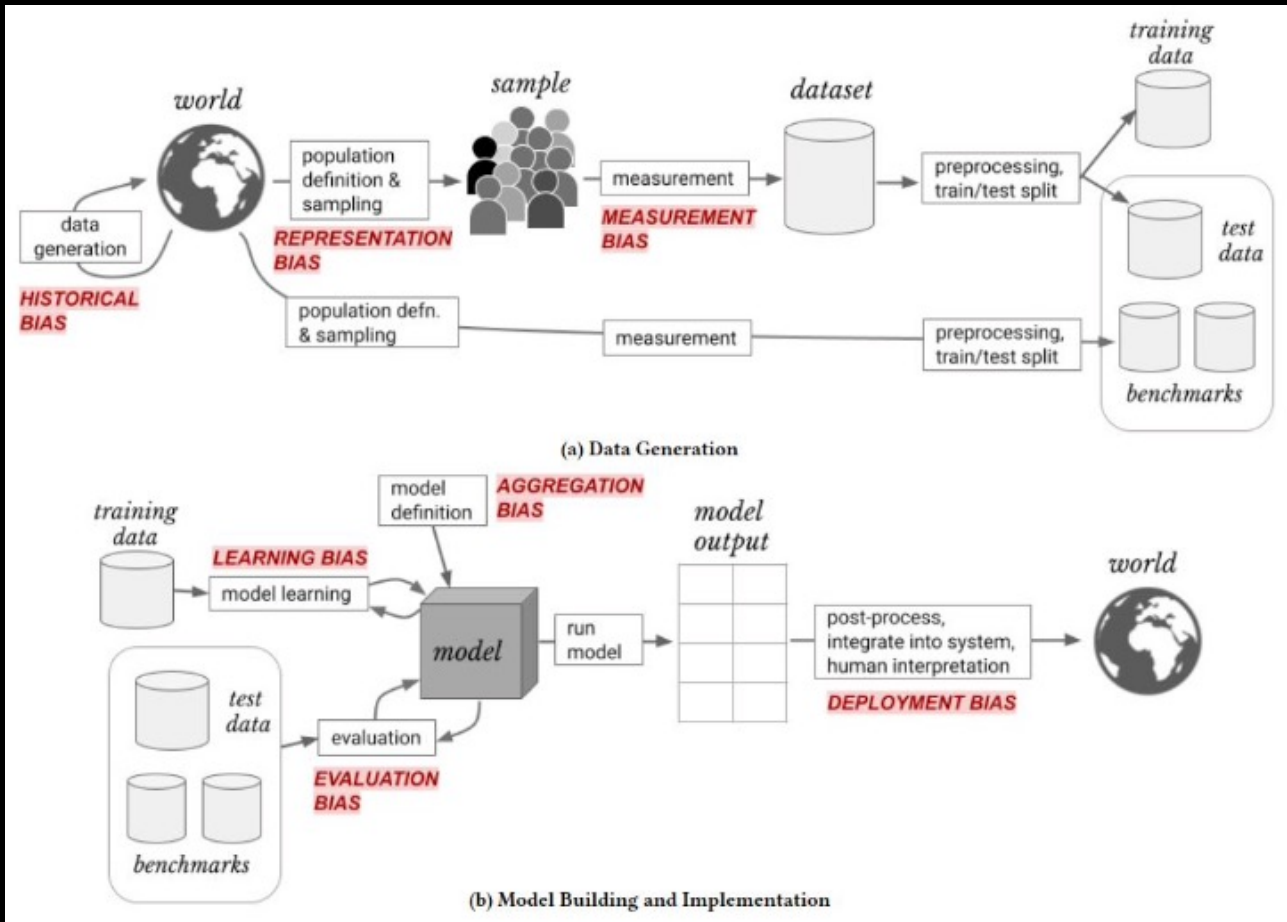 training
data
world
sample
dataset
population
definition &
sampling
measurement
preprocessing,
train/test split
data
generation
REPRESENTATION
BIAS
MEASUREMENT
BIAS
test
data
HISTORICAL
BIAS
population defn.
& sampling
measurement
preprocessing,
train/test split
benchmarks
(a) Data Generation
training
data
LEARNING BIAS
model learning
model
definition
AGGREGATION
BIAS
model
output
world
model
run
model
post-process,
integrate into system,
human interpretation
DEPLOYMENT BIAS
test
data
evaluation
EVALUATION
BIAS
benchmarks
(b) Model Building and Implementation